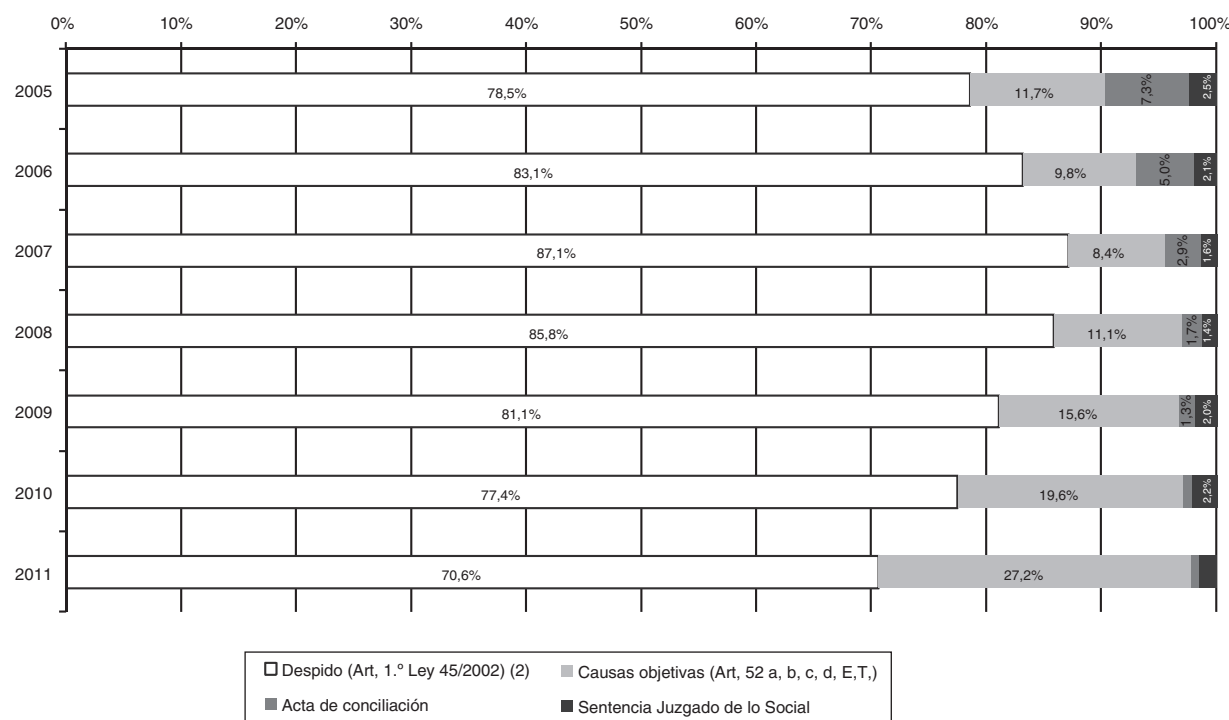 0% 10% 20% 30% 40% 50% 60% 70% 80% 90% 100%
2005 78,5% 11,7% 7,3% 2,5%
2006 83,1% 9,8% 5,0% 2,1%
2007 87,1% 8,4% 2,9% 1,6%
2008 85,8% 11,1% 1,7% 1,4%
2009 81,1% 15,6% 1,3% 2,0%
2010 77,4% 19,6% 2,2%
2011 70,6% 27,2%
Despido (Art, 1.º Ley 45/2002) (2) Causas objetivas (Art, 52 a, b, c, d, E,T,)
Acta de conciliación Sentencia Juzgado de lo Social